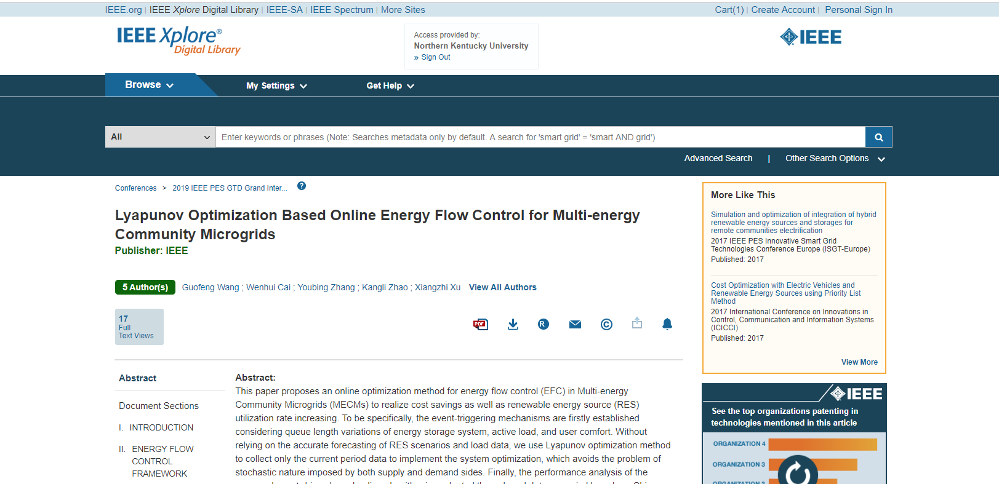 IEEE.org | IEEE Xplore Digital Library | IEEE-SA | IEEE Spectrum | More Sites
Cart(1) | Create Account | Personal Sign In
IEEE Xplore®
Digital Library
Access provided by:
Northern Kentucky University
» Sign Out
IEEE
Browse
My Settings
Get Help
All
Enter keywords or phrases (Note: Searches metadata only by default. A search for 'smart grid' = 'smart AND grid')
Advanced Search | Other Search Options
Conferences > 2019 IEEE PES GTD Grand Inter... ?
Lyapunov Optimization Based Online Energy Flow Control for Multi-energy
Community Microgrids
Publisher: IEEE
5 Author(s) Guofeng Wang ; Wenhui Cai ; Youbing Zhang ; Kangli Zhao ; Xiangzhi Xu View All Authors
17
Full
Text Views
PDF
R
©
Abstract
Document Sections
I. INTRODUCTION
II. ENERGY FLOW
CONTROL
FRAMEWORK
Abstract:
This paper proposes an online optimization method for energy flow control (EFC) in Multi-energy
Community Microgrids (MECMs) to realize cost savings as well as renewable energy source (RES)
utilization rate increasing. To be specifically, the event-triggering mechanisms are firstly established
considering queue length variations of energy storage system, active load, and user comfort. Without
relying on the accurate forecasting of RES scenarios and load data, we use Lyapunov optimization method
to collect only the current period data to implement the system optimization, which avoids the problem of
stochastic nature imposed by both supply and demand sides. Finally, the performance analysis of the
More Like This
Simulation and optimization of integration of hybrid
renewable energy sources and storages for
remote communities electrification
2017 IEEE PES Innovative Smart Grid
Technologies Conference Europe (ISGT-Europe)
Published: 2017
Cost Optimization with Electric Vehicles and
Renewable Energy Sources using Priority List
Method
2017 International Conference on Innovations in
Control, Communication and Information Systems
(ICICCI)
Published: 2017
View More
IEEE
See the top organizations patenting in
technologies mentioned in this article
ORGANIZATION 4
ORGANIZATION 3